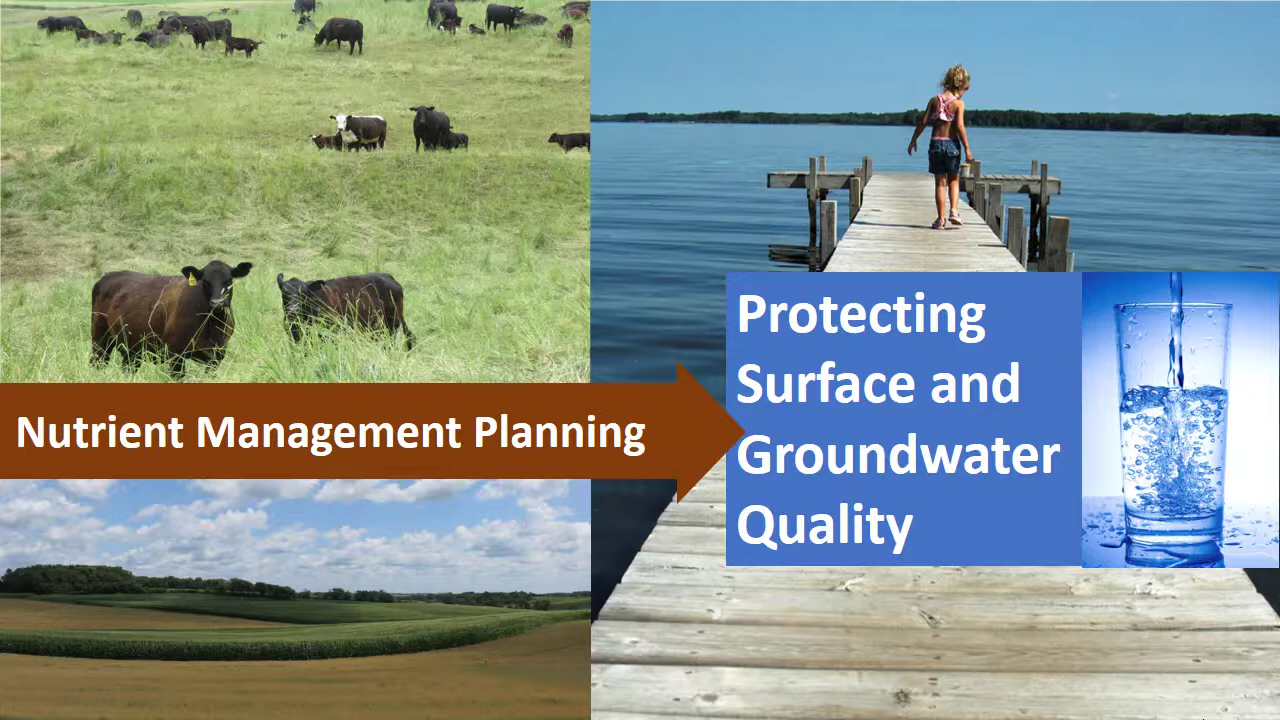 Nutrient Management Planning
Protecting
Surface and
Groundwater
Quality